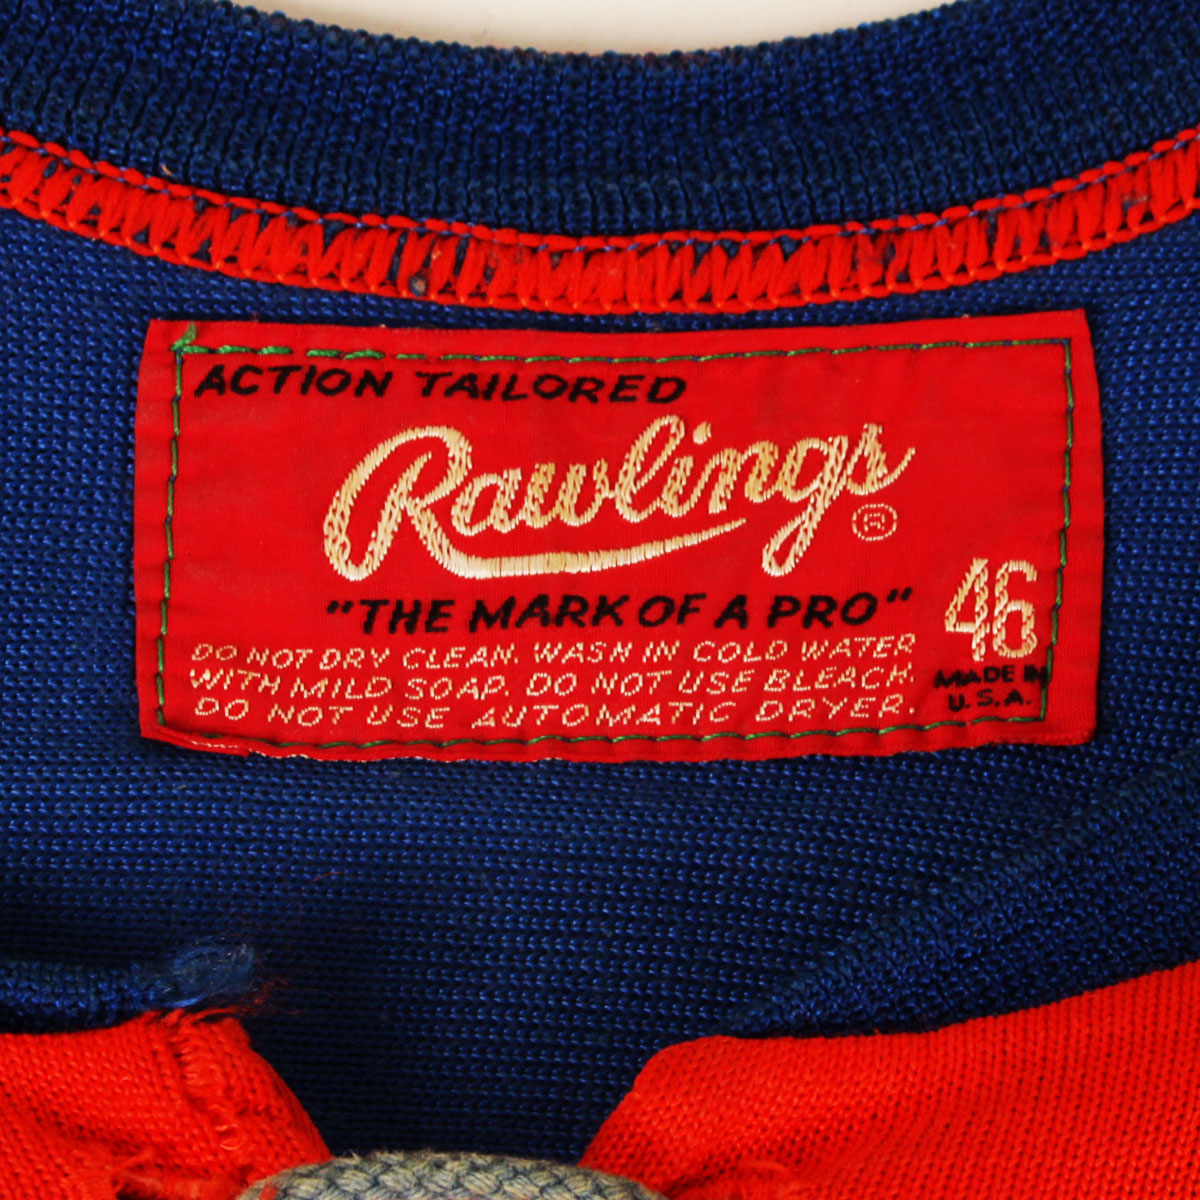 ACTION TAILORED
Rawlings ®
"THE MARK OF A PRO"
46
DO NOT DRY CLEAN. WASH IN COLD WATER
WITH MILD SOAP. DO NOT USE BLEACH.
DO NOT USE AUTOMATIC DRYER.
MADE IN
U.S.A.